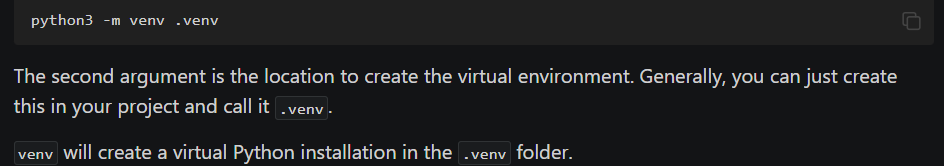 python3 -m venv .venv
The second argument is the location to create the virtual environment. Generally, you can just create
this in your project and call it .venv.
venv will create a virtual Python installation in the .venv folder.